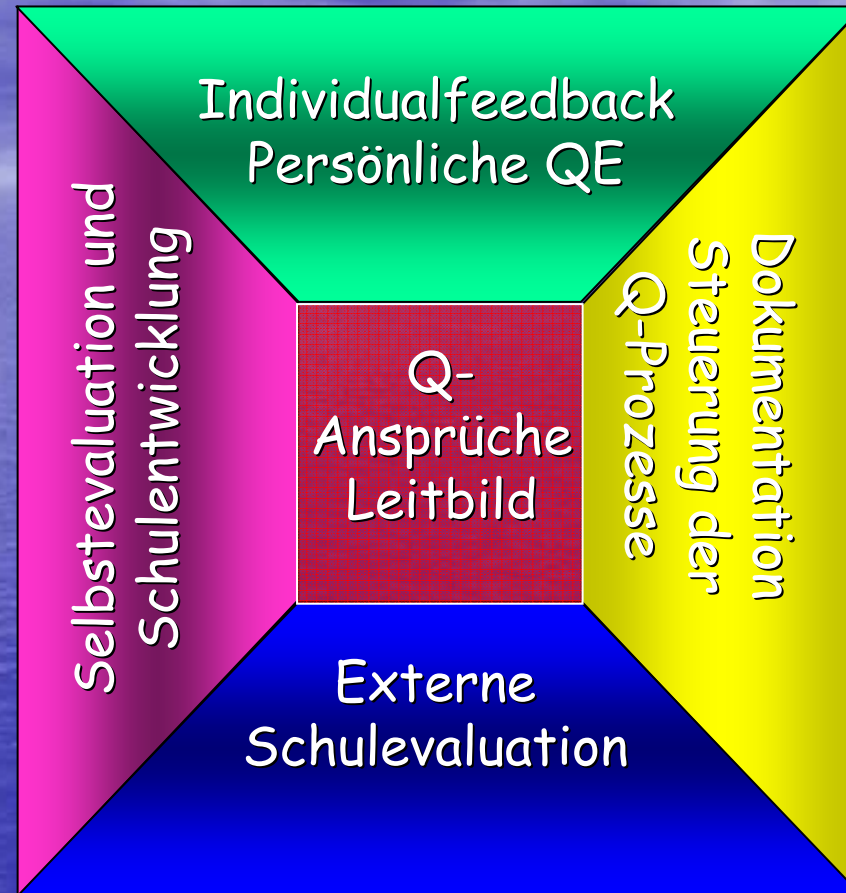 Individualfeedback
Persönliche QE
Selbstevaluation und
Schulentwicklung
Q-
Ansprüche
Leitbild
Dokumentation
Steuerung der
Q-Prozesse
Externe
Schulevaluation